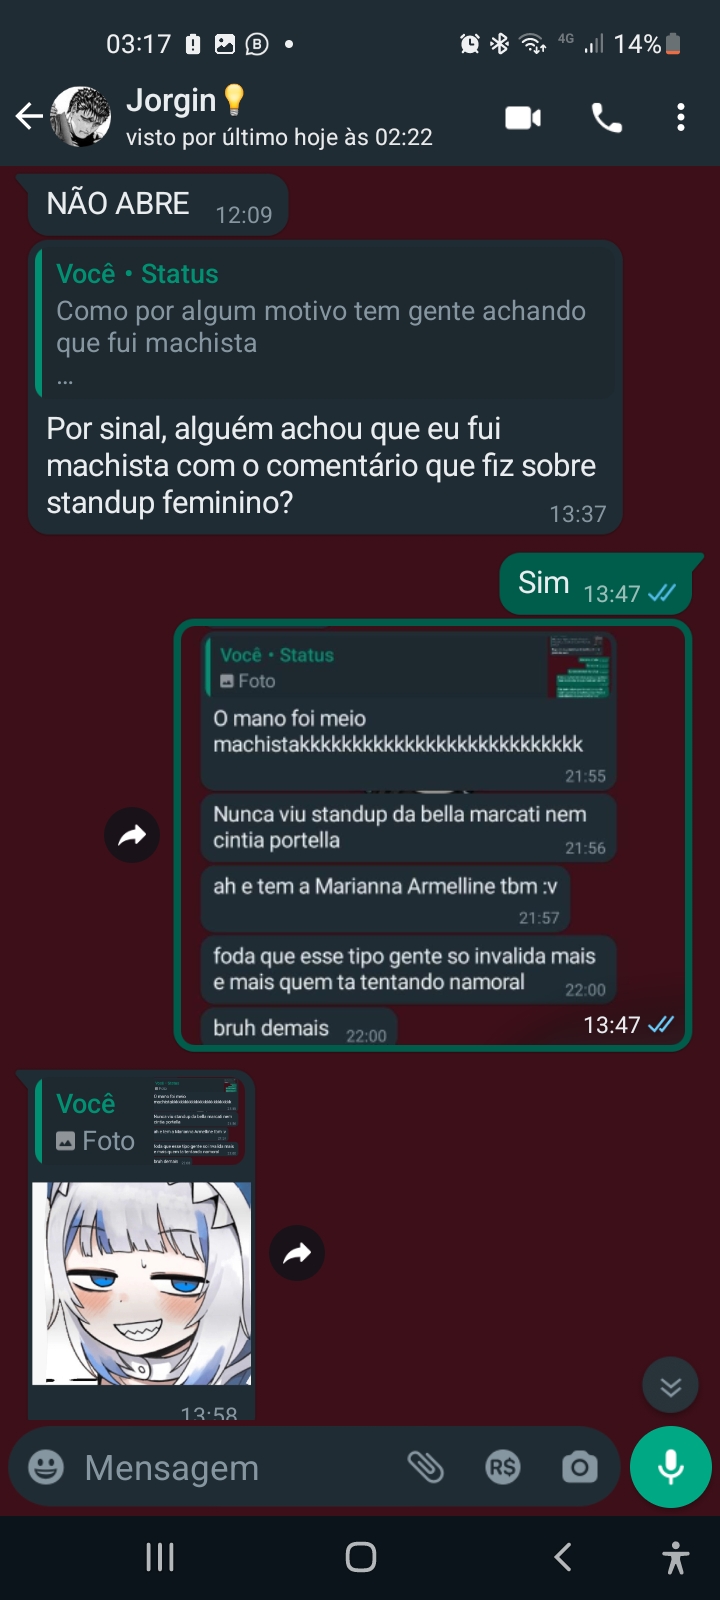 03:17
4G
14%
Jorgin
visto por último hoje às 02:22
NÃO ABRE
12:09
Você • Status
Como por algum motivo tem gente achando
que fui machista
...
Por sinal, alguém achou que eu fui
machista com o comentário que fiz sobre
standup feminino?
13:37
Sim
13:47
Você • Status
Foto
O mano foi meio
machistakkkkkkkkkkkkkkkkkkkkkkkkkkk
21:55
Nunca viu standup da bella marcati nem
cintia portella
21:56
ah e tem a Marianna Armelline tbm :v
21:57
foda que esse tipo gente so invalida mais
e mais quem ta tentando namoral
22:00
bruh demais
22:00
13:47
Você
Foto
13:58
Mensagem
R$